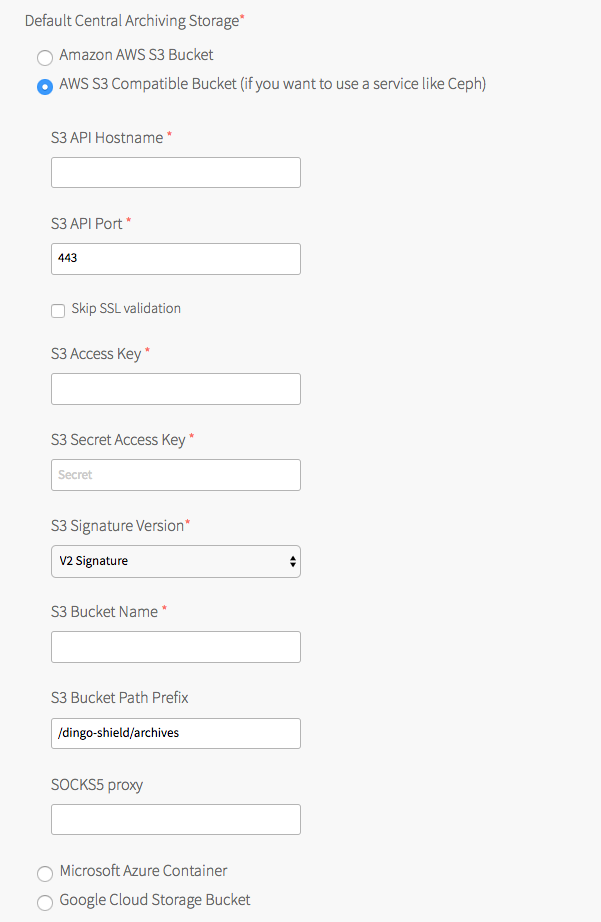 Default Central Archiving Storage*
Amazon AWS S3 Bucket
AWS S3 Compatible Bucket (if you want to use a service like Ceph)
S3 API Hostname *
S3 API Port *
443
Skip SSL validation
S3 Access Key *
S3 Secret Access Key *
Secret
S3 Signature Version*
V2 Signature
S3 Bucket Name *
S3 Bucket Path Prefix
/dingo-shield/archives
SOCKS5 proxy
Microsoft Azure Container
Google Cloud Storage Bucket